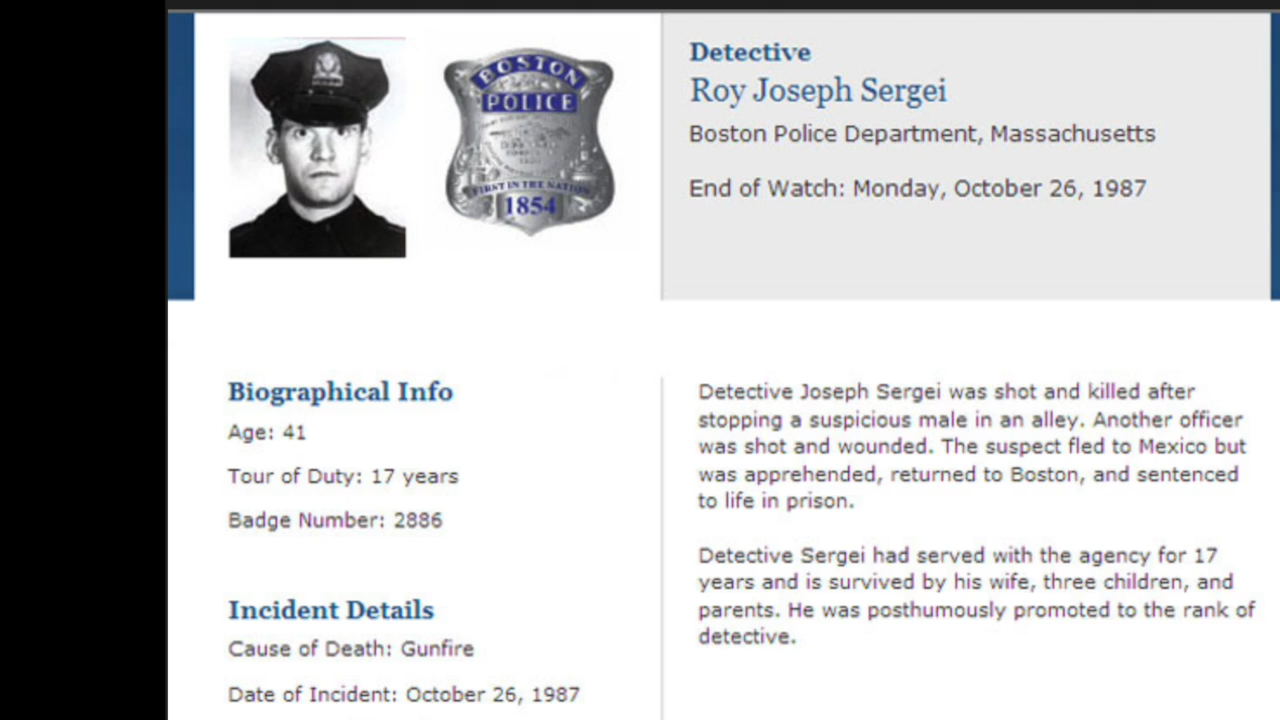 BOSTON
POLICE
FIRST IN THE NATION
1854
Detective
Roy Joseph Sergei
Boston Police Department, Massachusetts
End of Watch: Monday, October 26, 1987
Biographical Info
Age: 41
Tour of Duty: 17 years
Badge Number: 2886
Incident Details
Cause of Death: Gunfire
Date of Incident: October 26, 1987
Detective Joseph Sergei was shot and killed after
stopping a suspicious male in an alley. Another officer
was shot and wounded. The suspect fled to Mexico but
was apprehended, returned to Boston, and sentenced
to life in prison.
Detective Sergei had served with the agency for 17
years and is survived by his wife, three children, and
parents. He was posthumously promoted to the rank of
detective.